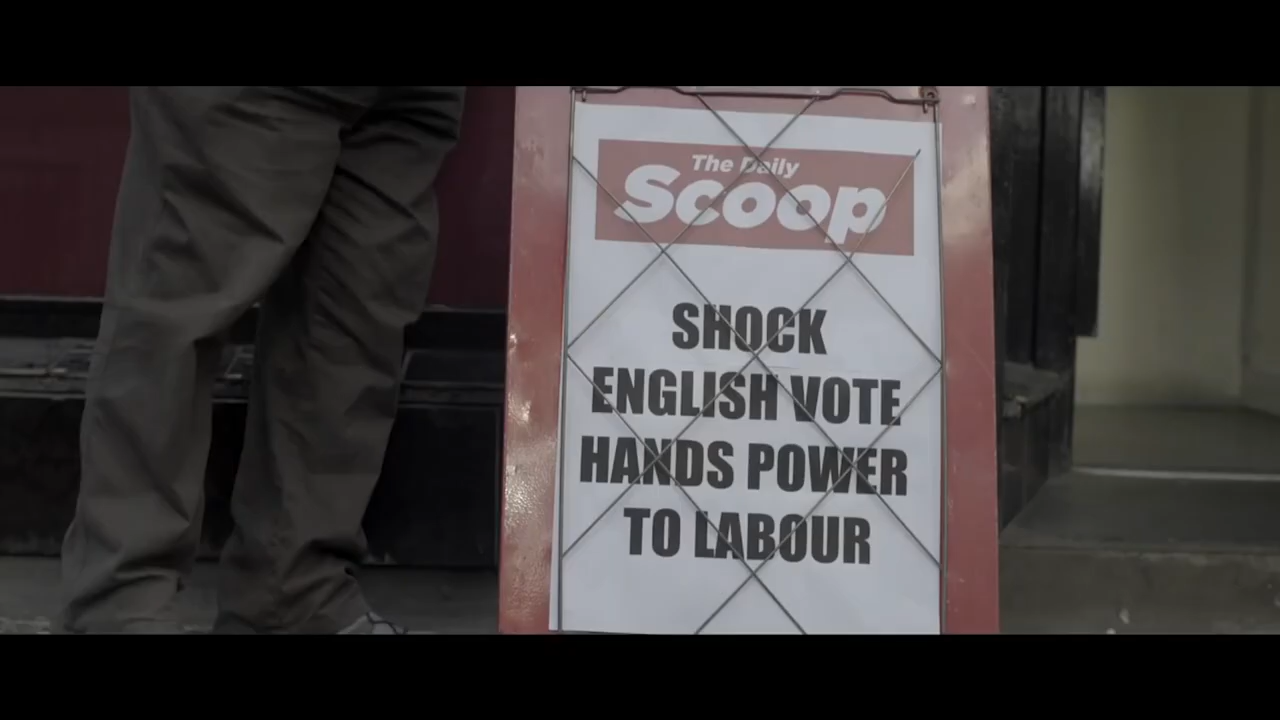 The Daily
Scoop
SHOCK
ENGLISH VOTE
HANDS POWER
TO LABOUR